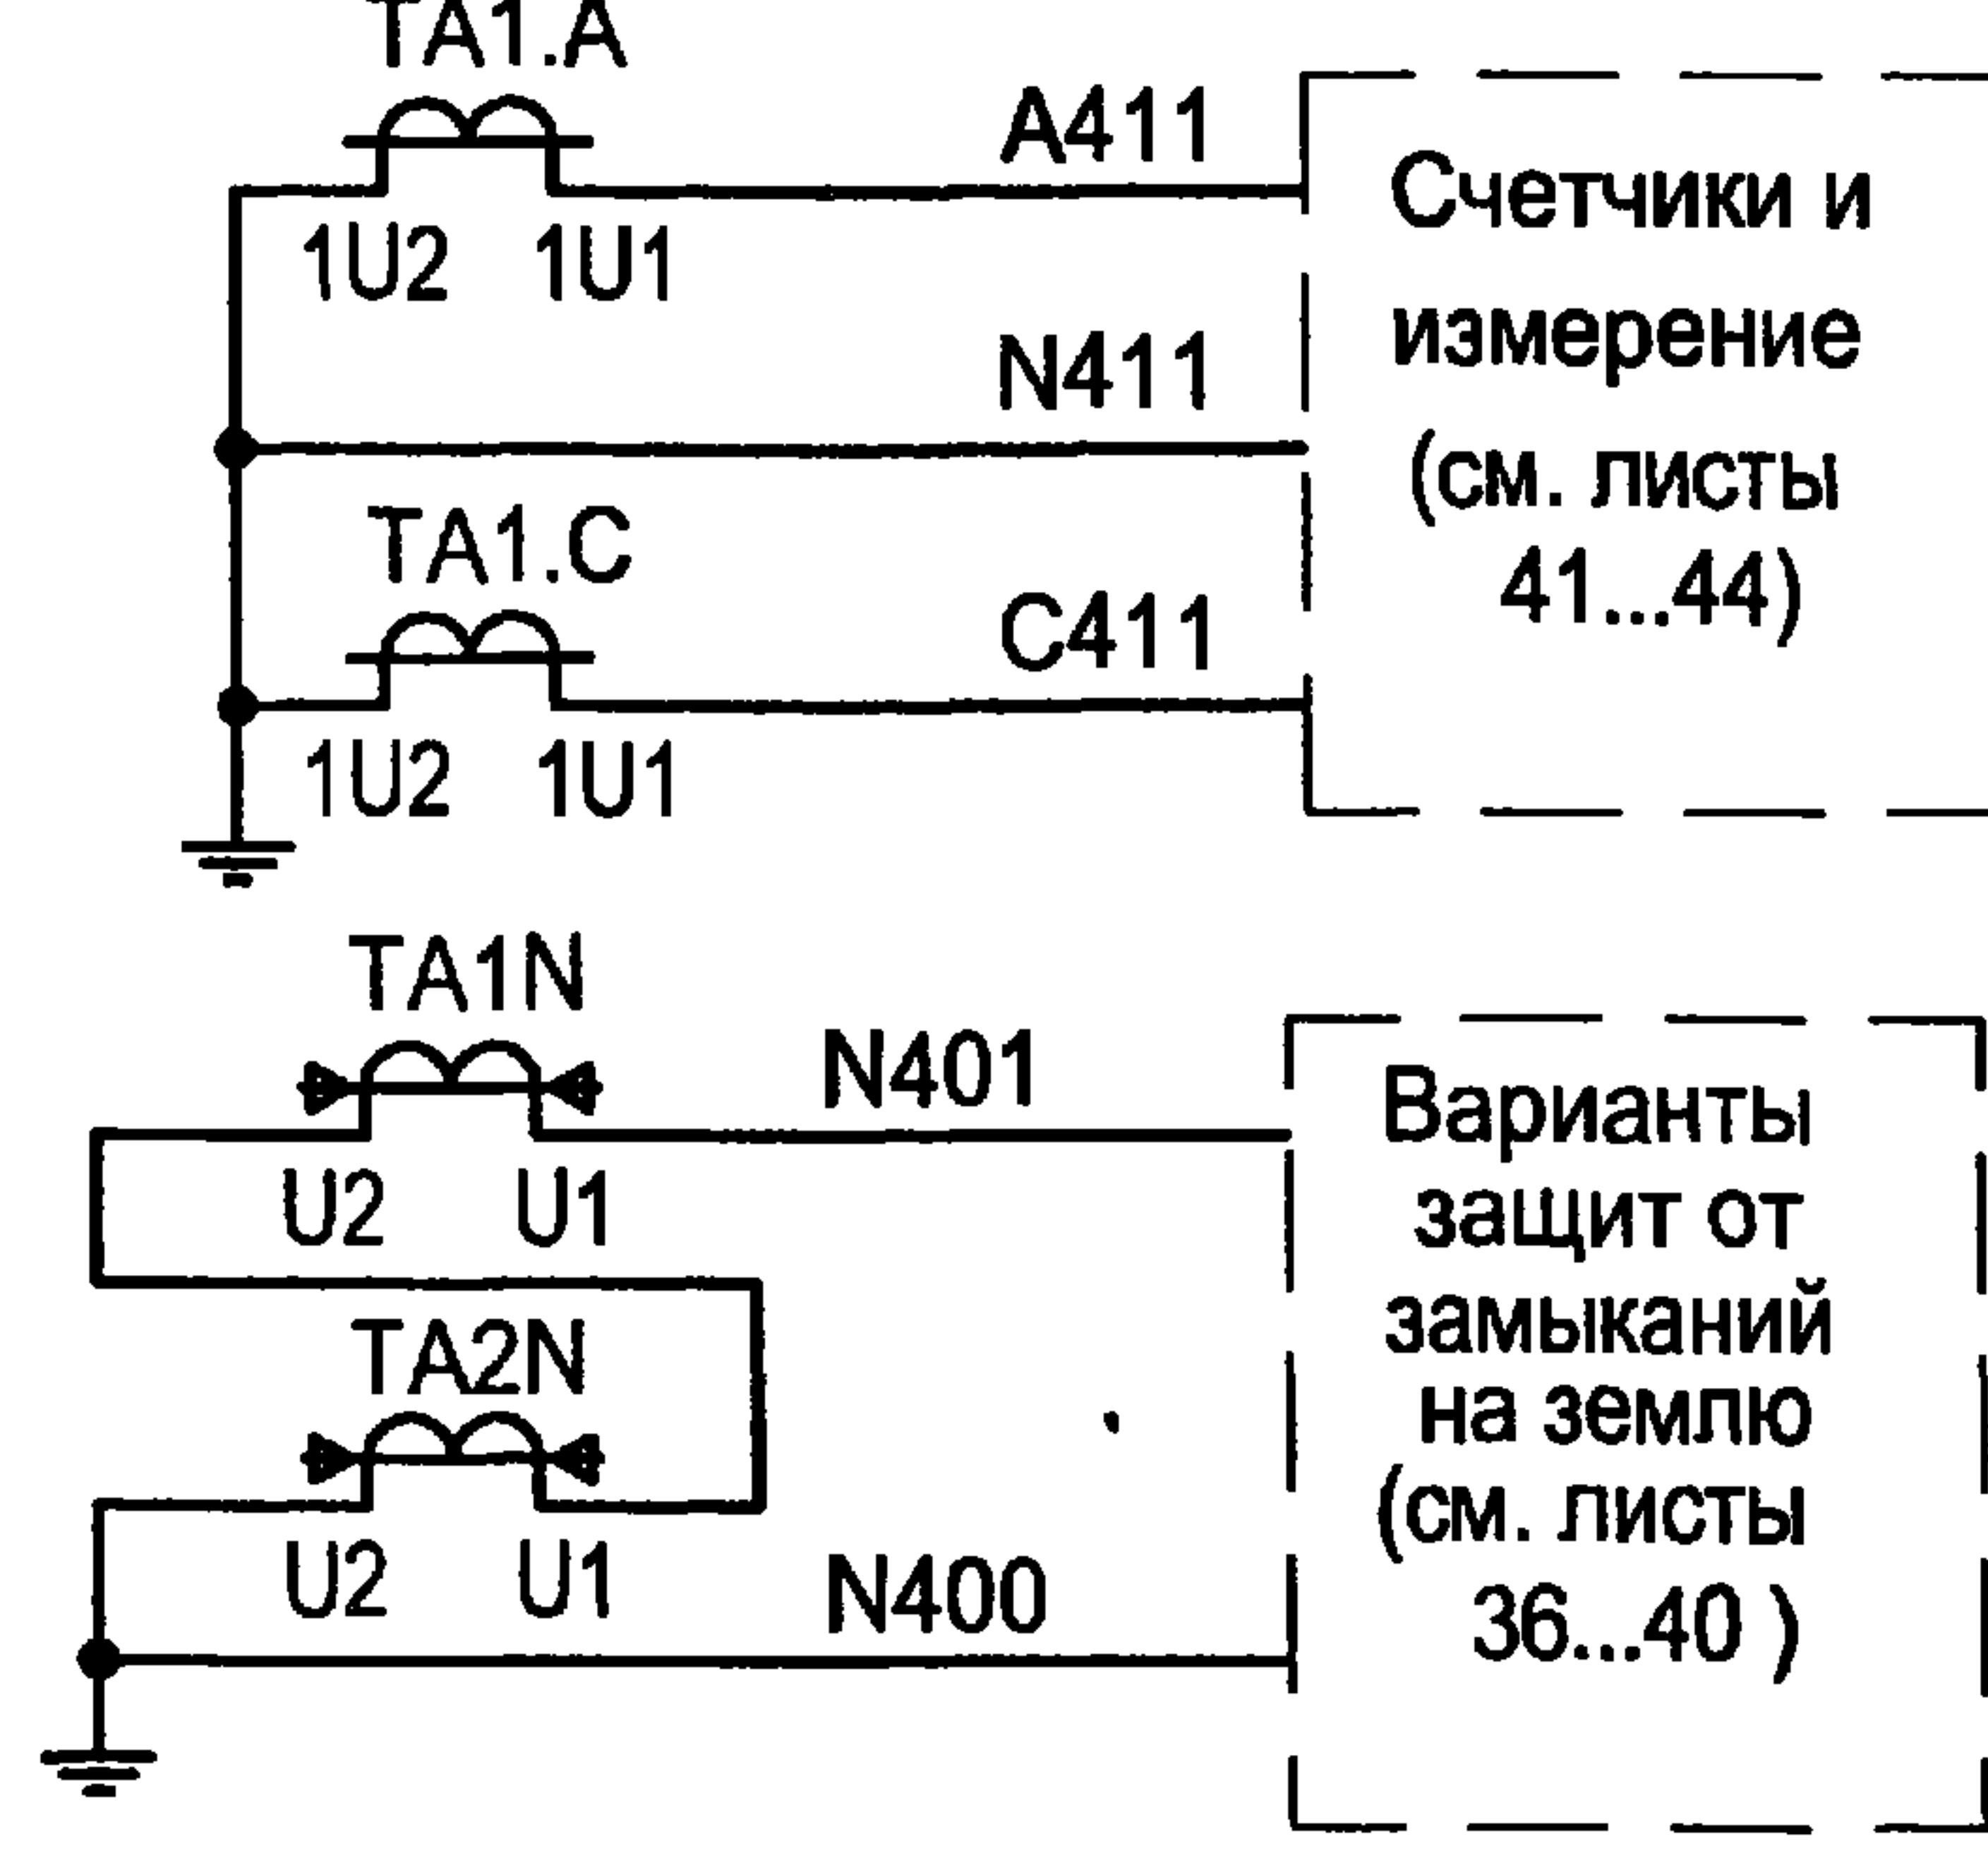 TA1.A
A411
1U2
1U1
Счетчики и
измерение
(см. листы
41...44)
N411
TA1.C
C411
1U2
1U1
TA1N
N401
U2
U1
TA2N
U2
U1
N400
Варианты
защит от
замыканий
на землю
(см. листы
36...40 )